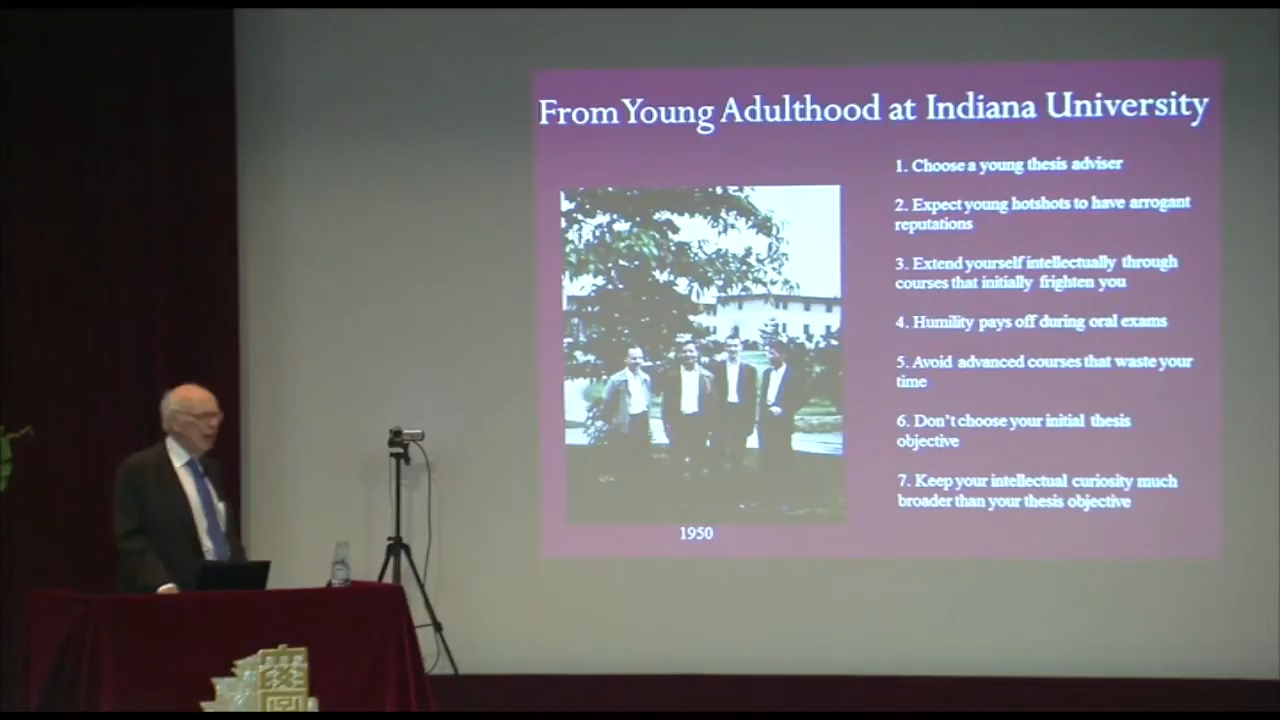 From Young Adulthood at Indiana University
1. Choose a young thesis adviser
2. Expect young hotshots to have arrogant
reputations
3. Extend yourself intellectually through
courses that initially frighten you
4. Humility pays off during oral exams
5. Avoid advanced courses that waste your
time
6. Don't choose your initial thesis
objective
7. Keep your intellectual curiosity much
broader than your thesis objective
1950